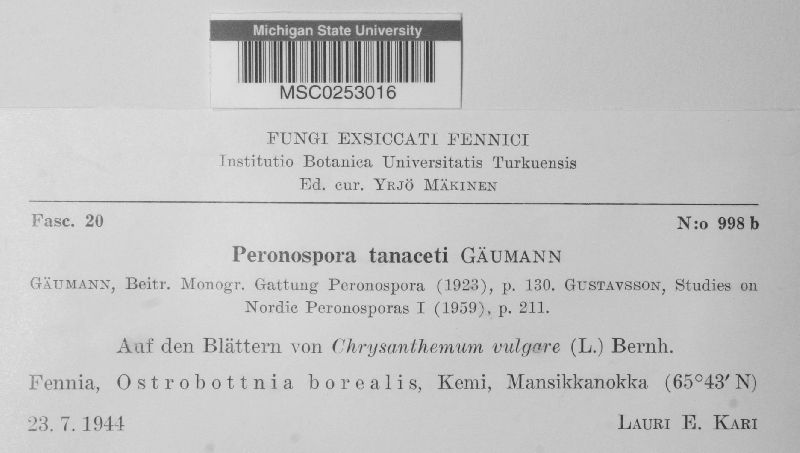 Michigan State University
MSC0253016
FUNGI EXSICCATI FENNICI
Institutio Botanica Universitatis Turkuensis
Ed. cur. YRJÖ MÄKINEN
Fasc. 20 N:o 998 b
Peronospora tanaceti GÄUMANN
GÄUMANN, Beitr. Monogr. Gattung Peronospora (1923), p. 130. GUSTAVSSON, Studies on
Nordic Peronosporas I (1959), p. 211.
Auf den Blättern von Chrysanthemum vulgare (L.) Bernh.
Fennia, Ostrobottnia borealis, Kemi, Mansikkanokka (65°43′ N)
23. 7. 1944 LAURI E. KARI